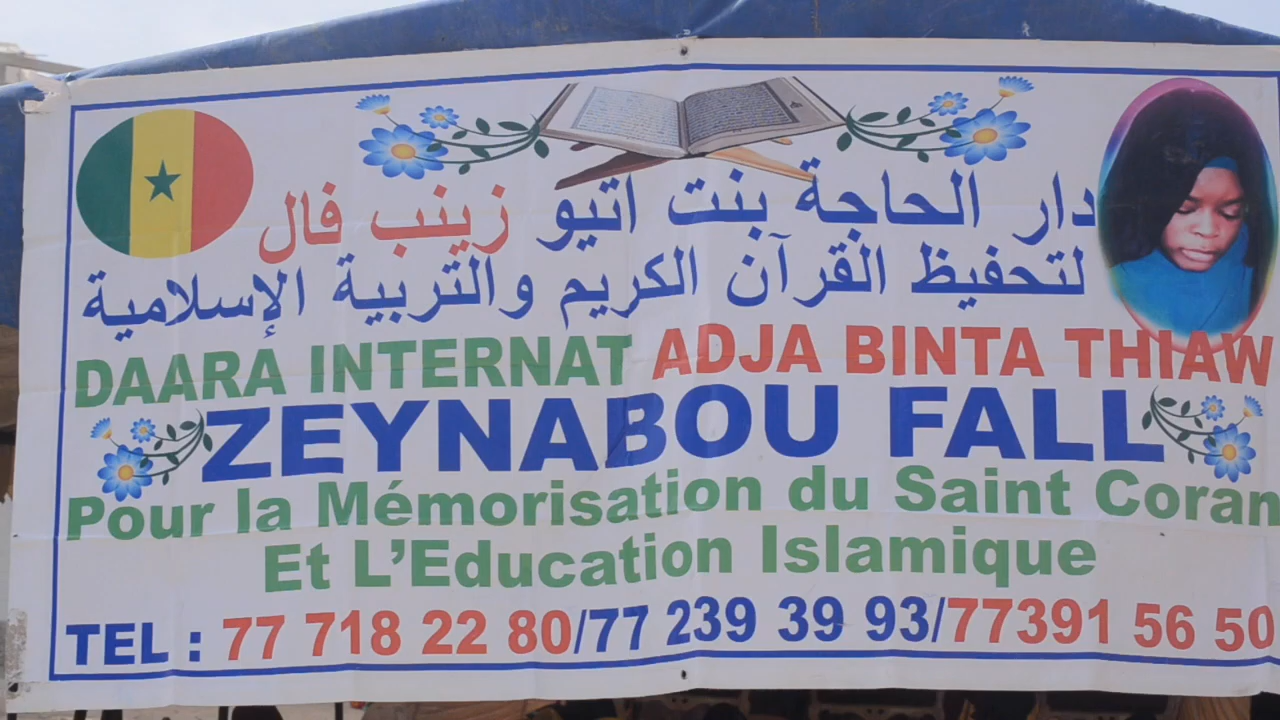 دار الحاجة بنت اتيو زينب فال
لتحفيظ القرآن الكريم والتربية الإسلامية
DAARA INTERNAT ADJA BINTA THIAW
ZEYNABOU FALL
Pour la Mémorisation du Saint Coran
Et L’Education Islamique
TEL : 77 718 22 80/77 239 39 93/77391 56 50